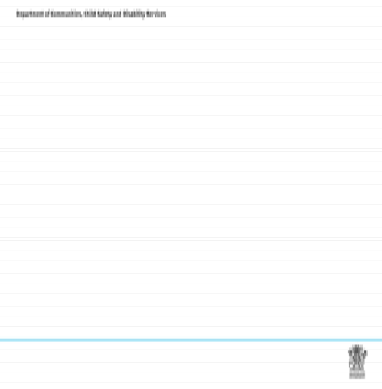 Department of Communities, Child Safety and Disability Services